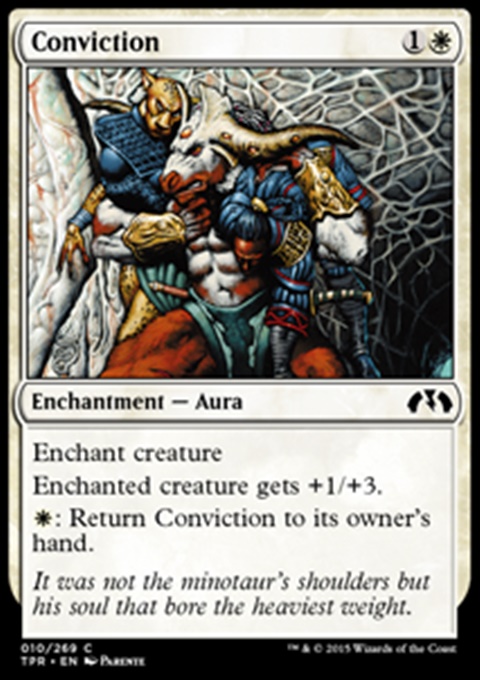 Conviction 1
Enchantment — Aura
Enchant creature
Enchanted creature gets +1/+3.
: Return Conviction to its owner's
hand.
It was not the minotaur's shoulders but
his soul that bore the heaviest weight.
010/269 C
TPR • EN Parente
™ & © 2015 Wizards of the Coast